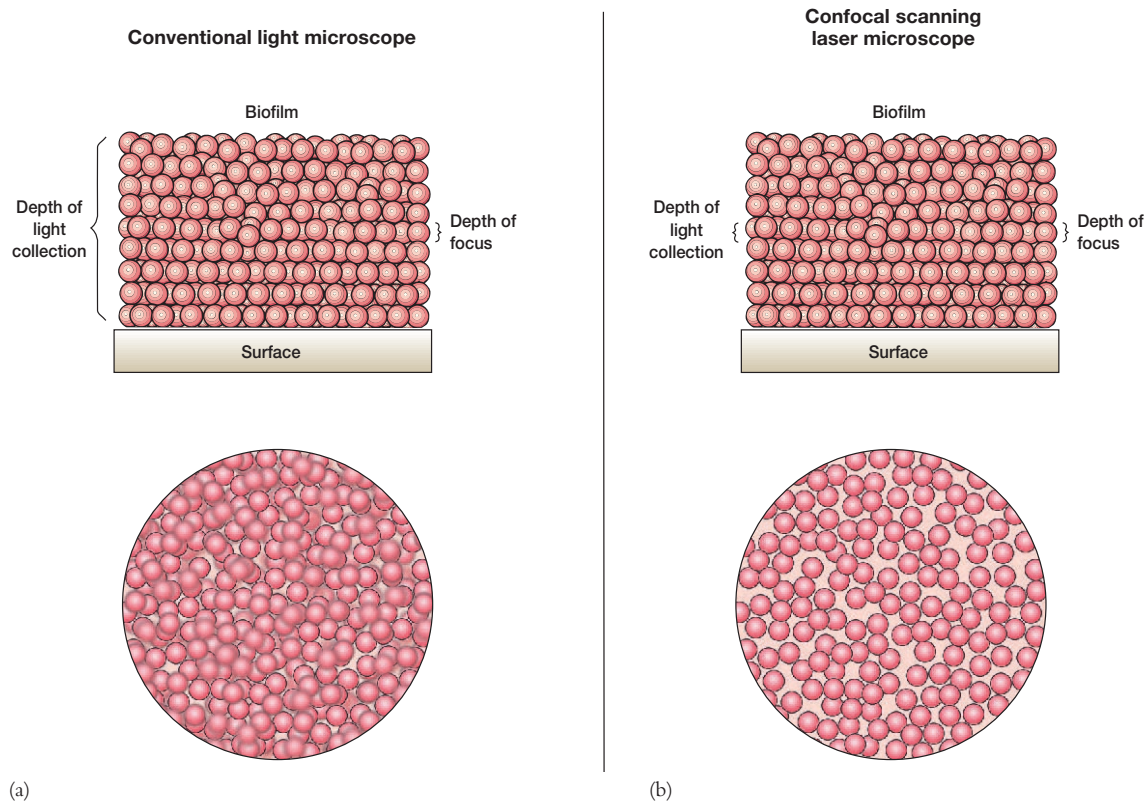 Conventional light microscope
Biofilm
Depth of
light
collection
Depth of
focus
Surface
(a)
Confocal scanning
laser microscope
Biofilm
Depth of
light
collection
Depth of
focus
Surface
(b)